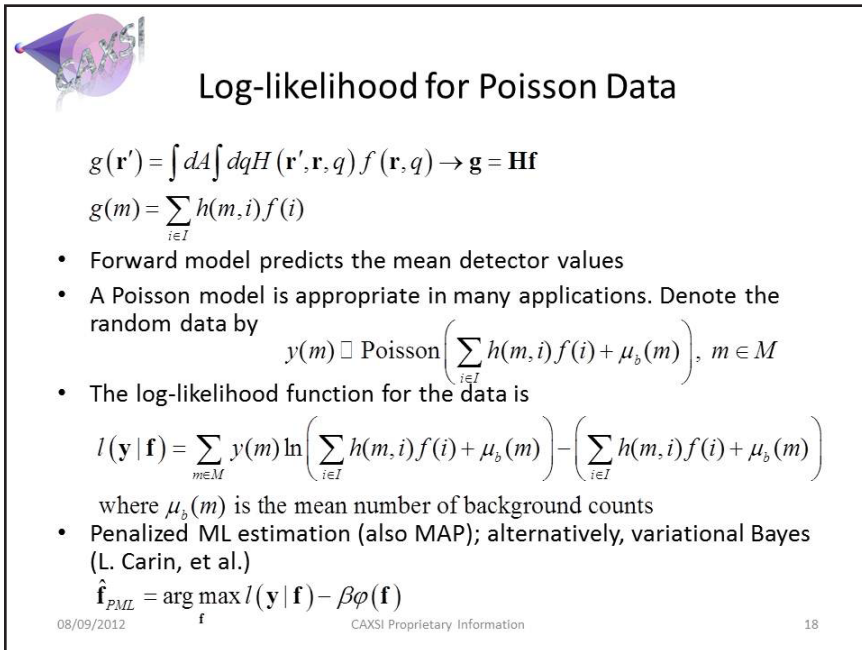 CAXSI
Log-likelihood for Poisson Data
g(r′) = ∫dA∫dqH(r′,r,q) f(r,q) → g = Hf
g(m) = ∑_{i∈I} h(m,i) f(i)
• Forward model predicts the mean detector values
• A Poisson model is appropriate in many applications. Denote the
random data by
y(m) □ Poisson(∑_{i∈I} h(m,i) f(i) + μ_b(m)), m ∈ M
• The log-likelihood function for the data is
l(y | f) = ∑_{m∈M} y(m) ln(∑_{i∈I} h(m,i) f(i) + μ_b(m)) − (∑_{i∈I} h(m,i) f(i) + μ_b(m))
where μ_b(m) is the mean number of background counts
• Penalized ML estimation (also MAP); alternatively, variational Bayes
(L. Carin, et al.)
f̂_{PML} = arg max_f l(y | f) − βφ(f)
08/09/2012 CAXSI Proprietary Information 18